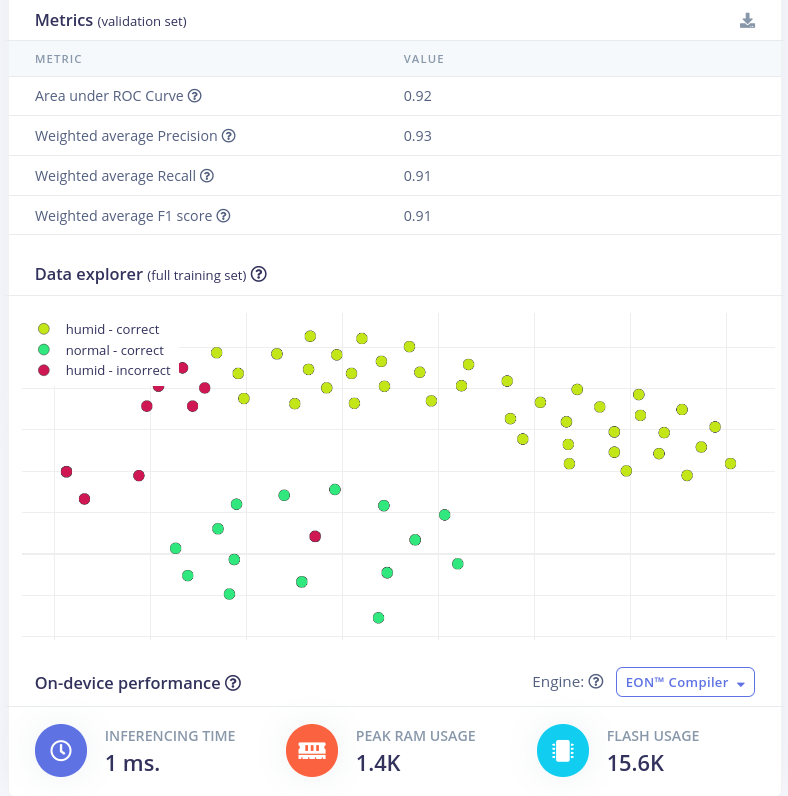 Metrics (validation set)
METRIC VALUE
Area under ROC Curve ? 0.92
Weighted average Precision ? 0.93
Weighted average Recall ? 0.91
Weighted average F1 score ? 0.91
Data explorer (full training set) ?
humid - correct
normal - correct
humid - incorrect
On-device performance ? Engine: ? EON™ Compiler
INFERENCING TIME PEAK RAM USAGE FLASH USAGE
1 ms. 1.4K 15.6K